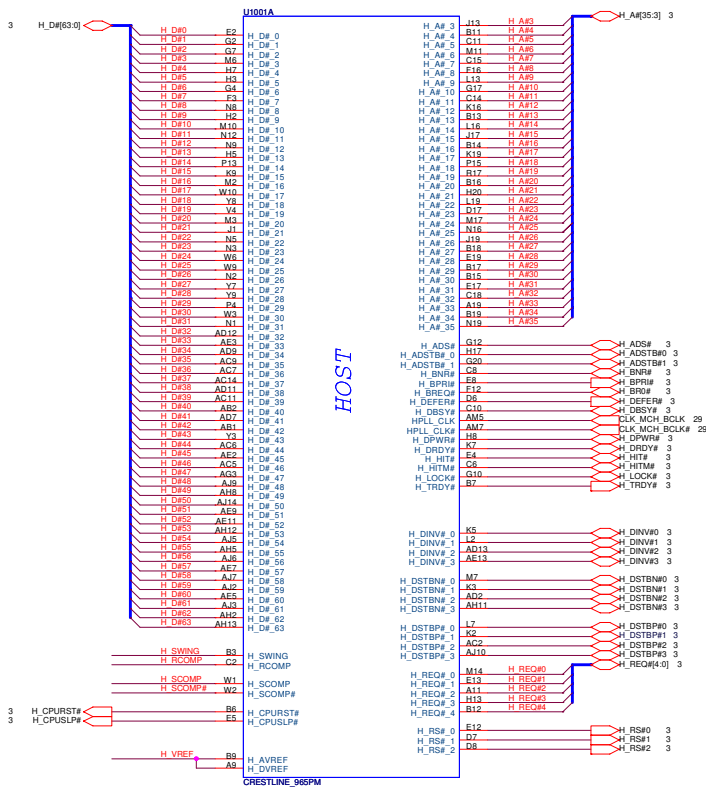 U1001A
3 H_D#[63:0]
H_D#0 E2 H_D#_0
H_D#1 G2 H_D#_1
H_D#2 G7 H_D#_2
H_D#3 M6 H_D#_3
H_D#4 H7 H_D#_4
H_D#5 H3 H_D#_5
H_D#6 G4 H_D#_6
H_D#7 F3 H_D#_7
H_D#8 N8 H_D#_8
H_D#9 H2 H_D#_9
H_D#10 M10 H_D#_10
H_D#11 N12 H_D#_11
H_D#12 N9 H_D#_12
H_D#13 H5 H_D#_13
H_D#14 P13 H_D#_14
H_D#15 K9 H_D#_15
H_D#16 M2 H_D#_16
H_D#17 W10 H_D#_17
H_D#18 Y8 H_D#_18
H_D#19 V4 H_D#_19
H_D#20 M3 H_D#_20
H_D#21 J1 H_D#_21
H_D#22 N5 H_D#_22
H_D#23 N3 H_D#_23
H_D#24 W6 H_D#_24
H_D#25 W9 H_D#_25
H_D#26 N2 H_D#_26
H_D#27 Y7 H_D#_27
H_D#28 Y9 H_D#_28
H_D#29 P4 H_D#_29
H_D#30 W3 H_D#_30
H_D#31 N1 H_D#_31
H_D#32 AD12 H_D#_32
H_D#33 AE3 H_D#_33
H_D#34 AD9 H_D#_34
H_D#35 AC9 H_D#_35
H_D#36 AC7 H_D#_36
H_D#37 AC14 H_D#_37
H_D#38 AD11 H_D#_38
H_D#39 AC11 H_D#_39
H_D#40 AB2 H_D#_40
H_D#41 AD7 H_D#_41
H_D#42 AB1 H_D#_42
H_D#43 Y3 H_D#_43
H_D#44 AC6 H_D#_44
H_D#45 AE2 H_D#_45
H_D#46 AC5 H_D#_46
H_D#47 AG3 H_D#_47
H_D#48 AJ9 H_D#_48
H_D#49 AH8 H_D#_49
H_D#50 AJ14 H_D#_50
H_D#51 AE9 H_D#_51
H_D#52 AE11 H_D#_52
H_D#53 AH12 H_D#_53
H_D#54 AJ5 H_D#_54
H_D#55 AH5 H_D#_55
H_D#56 AJ6 H_D#_56
H_D#57 AE7 H_D#_57
H_D#58 AJ7 H_D#_58
H_D#59 AJ2 H_D#_59
H_D#60 AE5 H_D#_60
H_D#61 AJ3 H_D#_61
H_D#62 AH2 H_D#_62
H_D#63 AH13 H_D#_63
H_SWING B3 H_SWING
H_RCOMP C2 H_RCOMP
H_SCOMP W1 H_SCOMP
H_SCOMP# W2 H_SCOMP#
3 H_CPURST# B6 H_CPURST#
3 H_CPUSLP# E5 H_CPUSLP#
H_VREF B9 H_AVREF
A9 H_DVREF
HOST
H_A#[35:3] 3
H_A#_3 J13 H_A#3
H_A#_4 B11 H_A#4
H_A#_5 C11 H_A#5
H_A#_6 M11 H_A#6
H_A#_7 C15 H_A#7
H_A#_8 F16 H_A#8
H_A#_9 L13 H_A#9
H_A#_10 G17 H_A#10
H_A#_11 C14 H_A#11
H_A#_12 K16 H_A#12
H_A#_13 B13 H_A#13
H_A#_14 L16 H_A#14
H_A#_15 J17 H_A#15
H_A#_16 B14 H_A#16
H_A#_17 K19 H_A#17
H_A#_18 P15 H_A#18
H_A#_19 R17 H_A#19
H_A#_20 B16 H_A#20
H_A#_21 H20 H_A#21
H_A#_22 L19 H_A#22
H_A#_23 D17 H_A#23
H_A#_24 M17 H_A#24
H_A#_25 N16 H_A#25
H_A#_26 J19 H_A#26
H_A#_27 B18 H_A#27
H_A#_28 E19 H_A#28
H_A#_29 B17 H_A#29
H_A#_30 B15 H_A#30
H_A#_31 E17 H_A#31
H_A#_32 C18 H_A#32
H_A#_33 A19 H_A#33
H_A#_34 B19 H_A#34
H_A#_35 N19 H_A#35
H_ADS# G12 H_ADS# 3
H_ADSTB#_0 H17 H_ADSTB#0 3
H_ADSTB#_1 G20 H_ADSTB#1 3
H_BNR# C8 H_BNR# 3
H_BPRI# E8 H_BPRI# 3
H_BREQ# F12 H_BR0# 3
H_DEFER# D6 H_DEFER# 3
H_DBSY# C10 H_DBSY# 3
HPLL_CLK AM5 CLK_MCH_BCLK 29
HPLL_CLK# AM7 CLK_MCH_BCLK# 29
H_DPWR# H8 H_DPWR# 3
H_DRDY# K7 H_DRDY# 3
H_HIT# E4 H_HIT# 3
H_HITM# C6 H_HITM# 3
H_LOCK# G10 H_LOCK# 3
H_TRDY# B7 H_TRDY# 3
H_DINV#_0 K5 H_DINV#0 3
H_DINV#_1 L2 H_DINV#1 3
H_DINV#_2 AD13 H_DINV#2 3
H_DINV#_3 AE13 H_DINV#3 3
H_DSTBN#_0 M7 H_DSTBN#0 3
H_DSTBN#_1 K3 H_DSTBN#1 3
H_DSTBN#_2 AD2 H_DSTBN#2 3
H_DSTBN#_3 AH11 H_DSTBN#3 3
H_DSTBP#_0 L7 H_DSTBP#0 3
H_DSTBP#_1 K2 H_DSTBP#1 3
H_DSTBP#_2 AC2 H_DSTBP#2 3
H_DSTBP#_3 AJ10 H_DSTBP#3 3
H_REQ#[4:0] 3
H_REQ#_0 M14 H_REQ#0
H_REQ#_1 E13 H_REQ#1
H_REQ#_2 A11 H_REQ#2
H_REQ#_3 H13 H_REQ#3
H_REQ#_4 B12 H_REQ#4
H_RS#_0 E12 H_RS#0 3
H_RS#_1 D7 H_RS#1 3
H_RS#_2 D8 H_RS#2 3
CRESTLINE_965PM